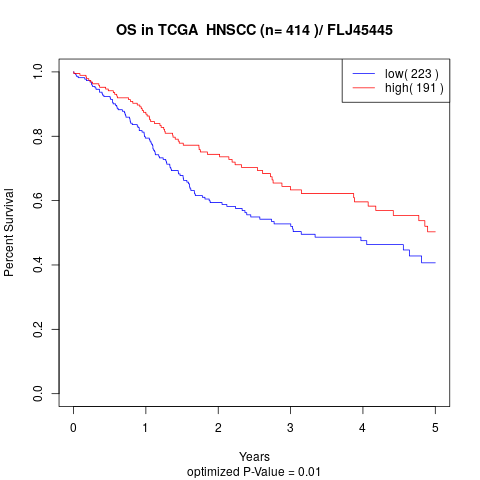 OS in TCGA  HNSCC (n= 414 )/ FLJ45445
low( 223 )
high( 191 )
Percent Survival
1.0
0.8
0.6
0.4
0.2
0.0
0 1 2 3 4 5
Years
optimized P-Value = 0.01